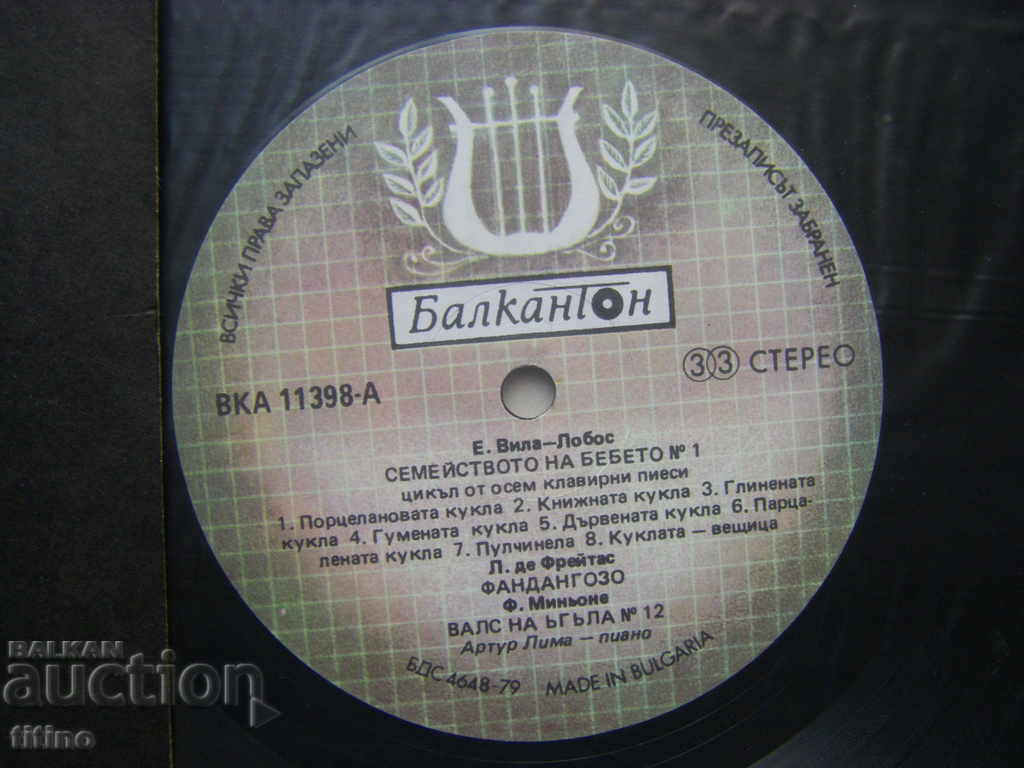 ВСИЧКИ ПРАВА ЗАПАЗЕНИ
ПРЕЗАПИСЪТ ЗАБРАНЕН
Балкантон
ВКА 11398-А
33 СТЕРЕО
Е. Вила–Лобос
СЕМЕЙСТВОТО НА БЕБЕТО № 1
цикъл от осем клавирни пиеси
1. Порцелановата кукла 2. Книжната кукла 3. Глинената
кукла 4. Гумената кукла 5. Дървената кукла 6. Парца-
лената кукла 7. Пулчинела 8. Куклата – вещица
Л. де Фрейтас
ФАНДАНГОЗО
Ф. Миньоне
ВАЛС НА ЪГЪЛА № 12
Артур Лима – пиано
БДС 4648-79 MADE IN BULGARIA
BALKAN
auction
titino